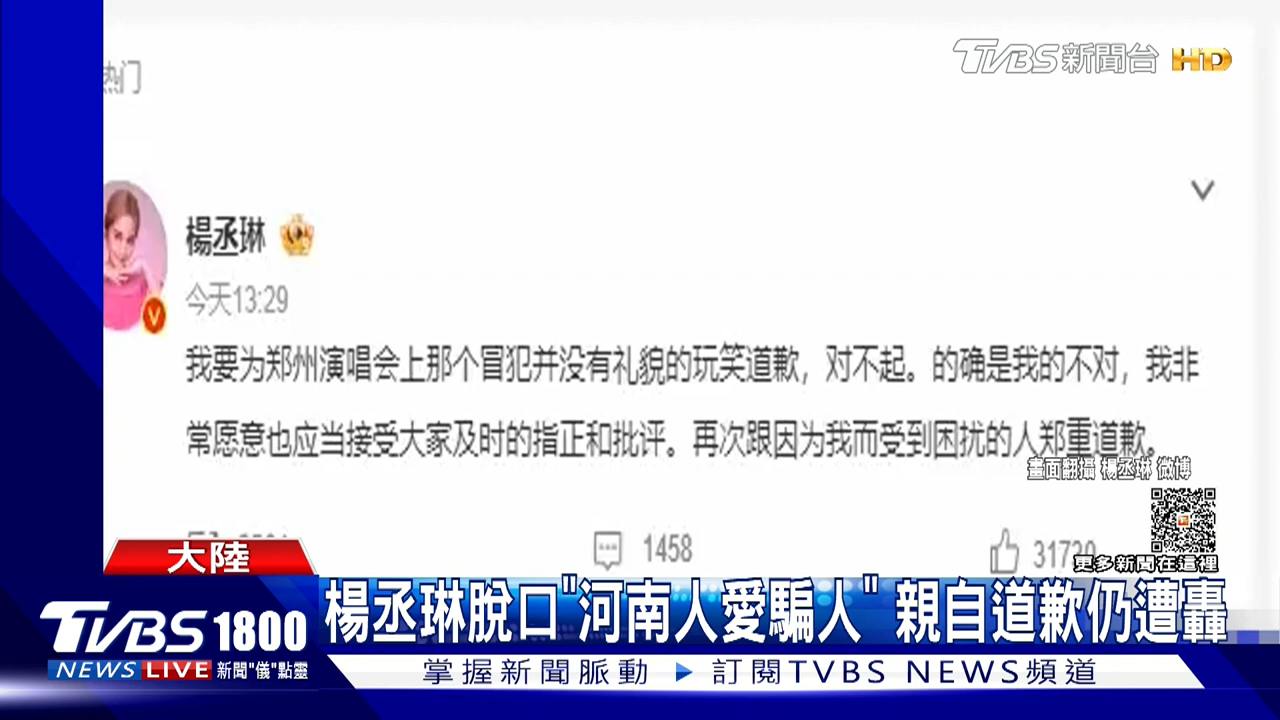 TVBS新聞台 HD
热门
楊丞琳
今天13:29
我要为郑州演唱会上那个冒犯并没有礼貌的玩笑道歉，对不起。的确是我的不对，我非
常愿意也应当接受大家及时的指正和批评。再次跟因为我而受到困扰的人郑重道歉。
畫面翻攝 楊丞琳 微博
1458
更多新聞在這裡
大陸
楊丞琳脫口"河南人愛騙人" 親自道歉仍遭轟
TVBS 1800
NEWS LIVE 新聞"儀"點靈
掌握新聞脈動 ▶ 訂閱TVBS NEWS頻道